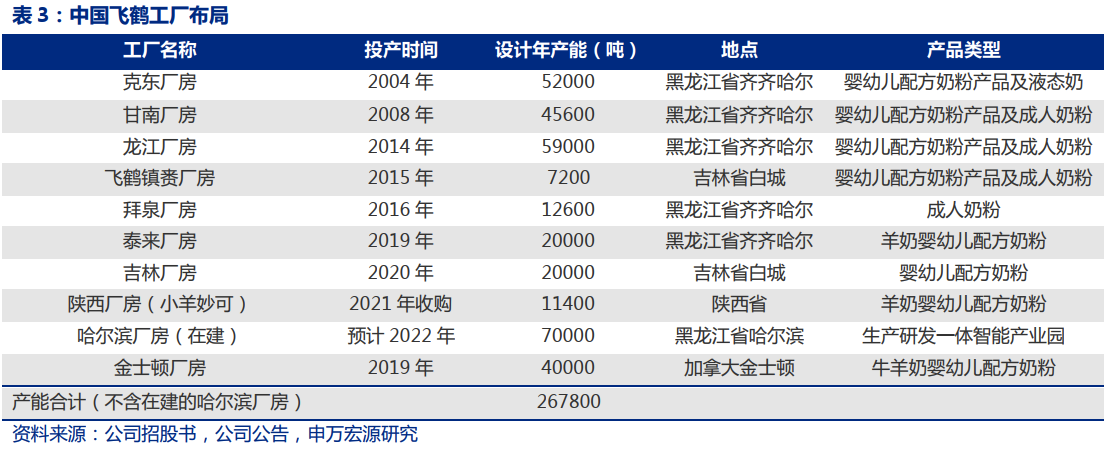 表 3：中国飞鹤工厂布局
工厂名称 投产时间 设计年产能（吨） 地点 产品类型
克东厂房 2004 年 52000 黑龙江省齐齐哈尔 婴幼儿配方奶粉产品及液态奶
甘南厂房 2008 年 45600 黑龙江省齐齐哈尔 婴幼儿配方奶粉产品及成人奶粉
龙江厂房 2014 年 59000 黑龙江省齐齐哈尔 婴幼儿配方奶粉产品及成人奶粉
飞鹤镇赉厂房 2015 年 7200 吉林省白城 婴幼儿配方奶粉产品及成人奶粉
拜泉厂房 2016 年 12600 黑龙江省齐齐哈尔 成人奶粉
泰来厂房 2019 年 20000 黑龙江省齐齐哈尔 羊奶婴幼儿配方奶粉
吉林厂房 2020 年 20000 吉林省白城 婴幼儿配方奶粉
陕西厂房（小羊妙可） 2021 年收购 11400 陕西省 羊奶婴幼儿配方奶粉
哈尔滨厂房（在建） 预计 2022 年 70000 黑龙江省哈尔滨 生产研发一体智能产业园
金士顿厂房 2019 年 40000 加拿大金士顿 牛羊奶婴幼儿配方奶粉
产能合计（不含在建的哈尔滨厂房） 267800
资料来源：公司招股书，公司公告，申万宏源研究